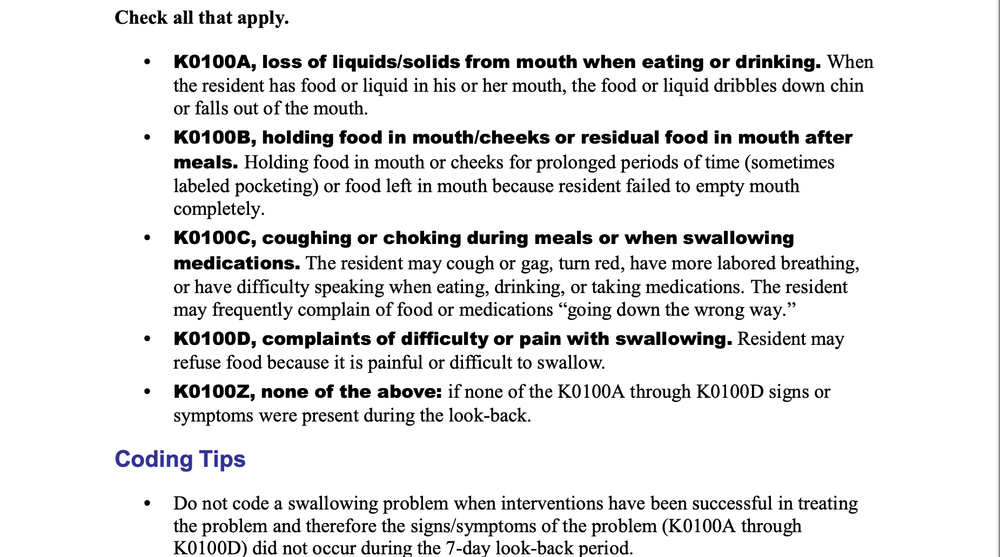 Check all that apply.
• K0100A, loss of liquids/solids from mouth when eating or drinking. When
the resident has food or liquid in his or her mouth, the food or liquid dribbles down chin
or falls out of the mouth.
• K0100B, holding food in mouth/cheeks or residual food in mouth after
meals. Holding food in mouth or cheeks for prolonged periods of time (sometimes
labeled pocketing) or food left in mouth because resident failed to empty mouth
completely.
• K0100C, coughing or choking during meals or when swallowing
medications. The resident may cough or gag, turn red, have more labored breathing,
or have difficulty speaking when eating, drinking, or taking medications. The resident
may frequently complain of food or medications “going down the wrong way.”
• K0100D, complaints of difficulty or pain with swallowing. Resident may
refuse food because it is painful or difficult to swallow.
• K0100Z, none of the above: if none of the K0100A through K0100D signs or
symptoms were present during the look-back.
Coding Tips
• Do not code a swallowing problem when interventions have been successful in treating
the problem and therefore the signs/symptoms of the problem (K0100A through
K0100D) did not occur during the 7-day look-back period.